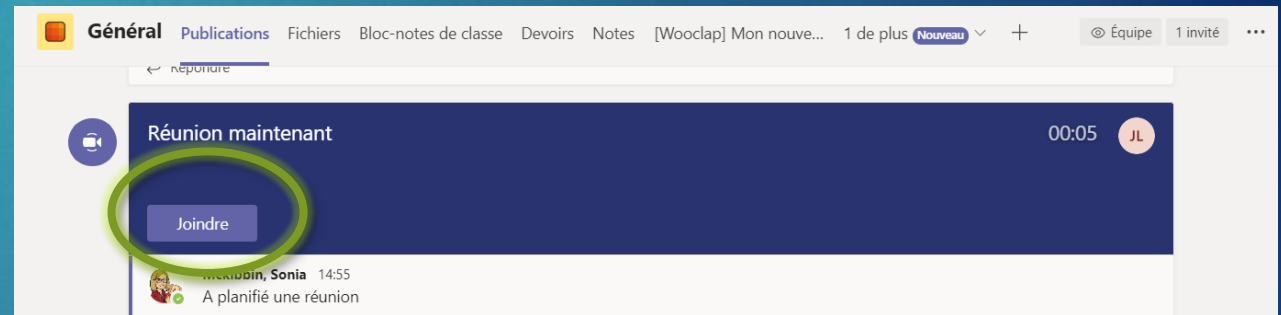 Général Publications Fichiers Bloc-notes de classe Devoirs Notes [Wooclap] Mon nouve... 1 de plus Nouveau + Équipe 1 invité ...
Répondre
Réunion maintenant 00:05 JL
Joindre
McKibbin, Sonia 14:55
A planifié une réunion